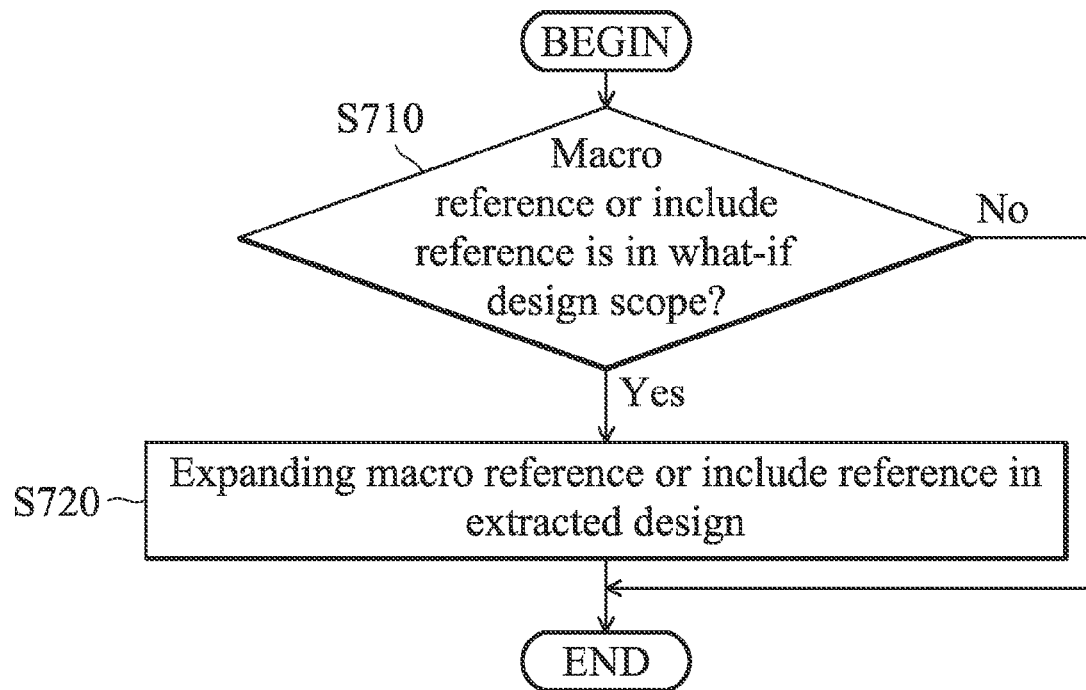 BEGIN
S710
Macro
reference or include
reference is in what-if
design scope?
No
Yes
S720
Expanding macro reference or include reference in
extracted design
END